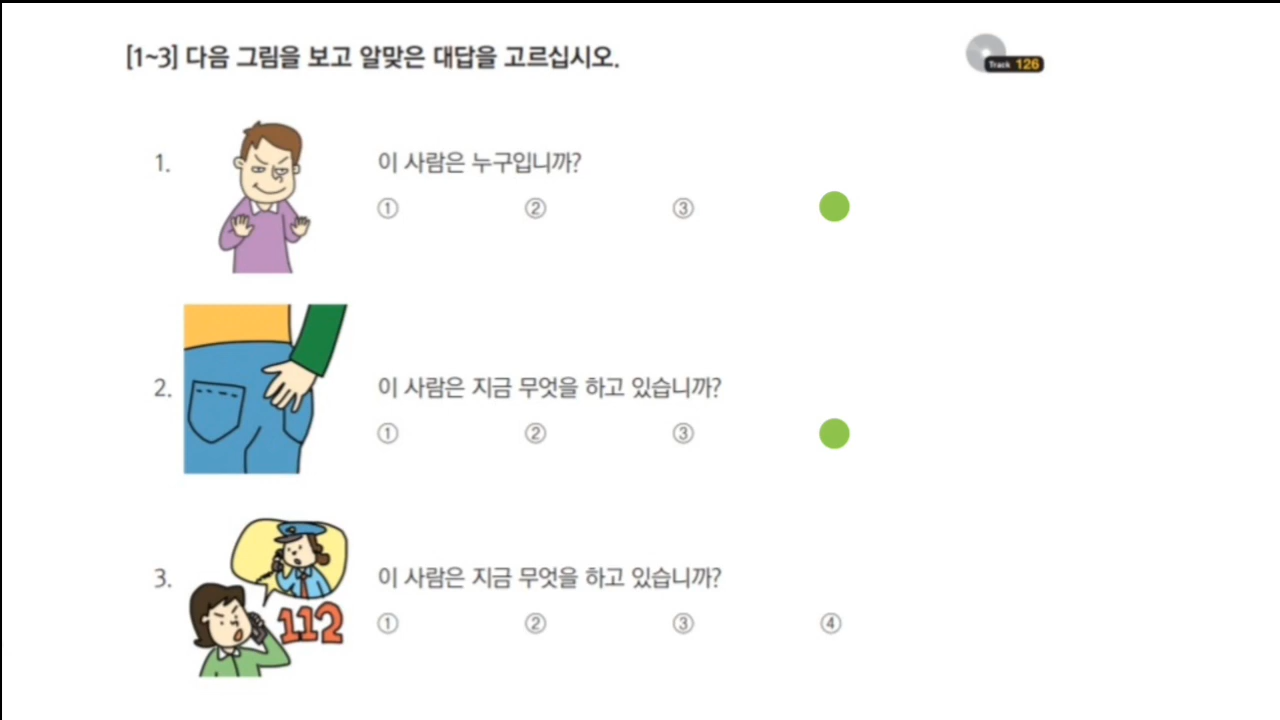 [1~3] 다음 그림을 보고 알맞은 대답을 고르십시오.
Track 126
1. 이 사람은 누구입니까?
① ② ③
2. 이 사람은 지금 무엇을 하고 있습니까?
① ② ③
3. 이 사람은 지금 무엇을 하고 있습니까?
112
① ② ③ ④